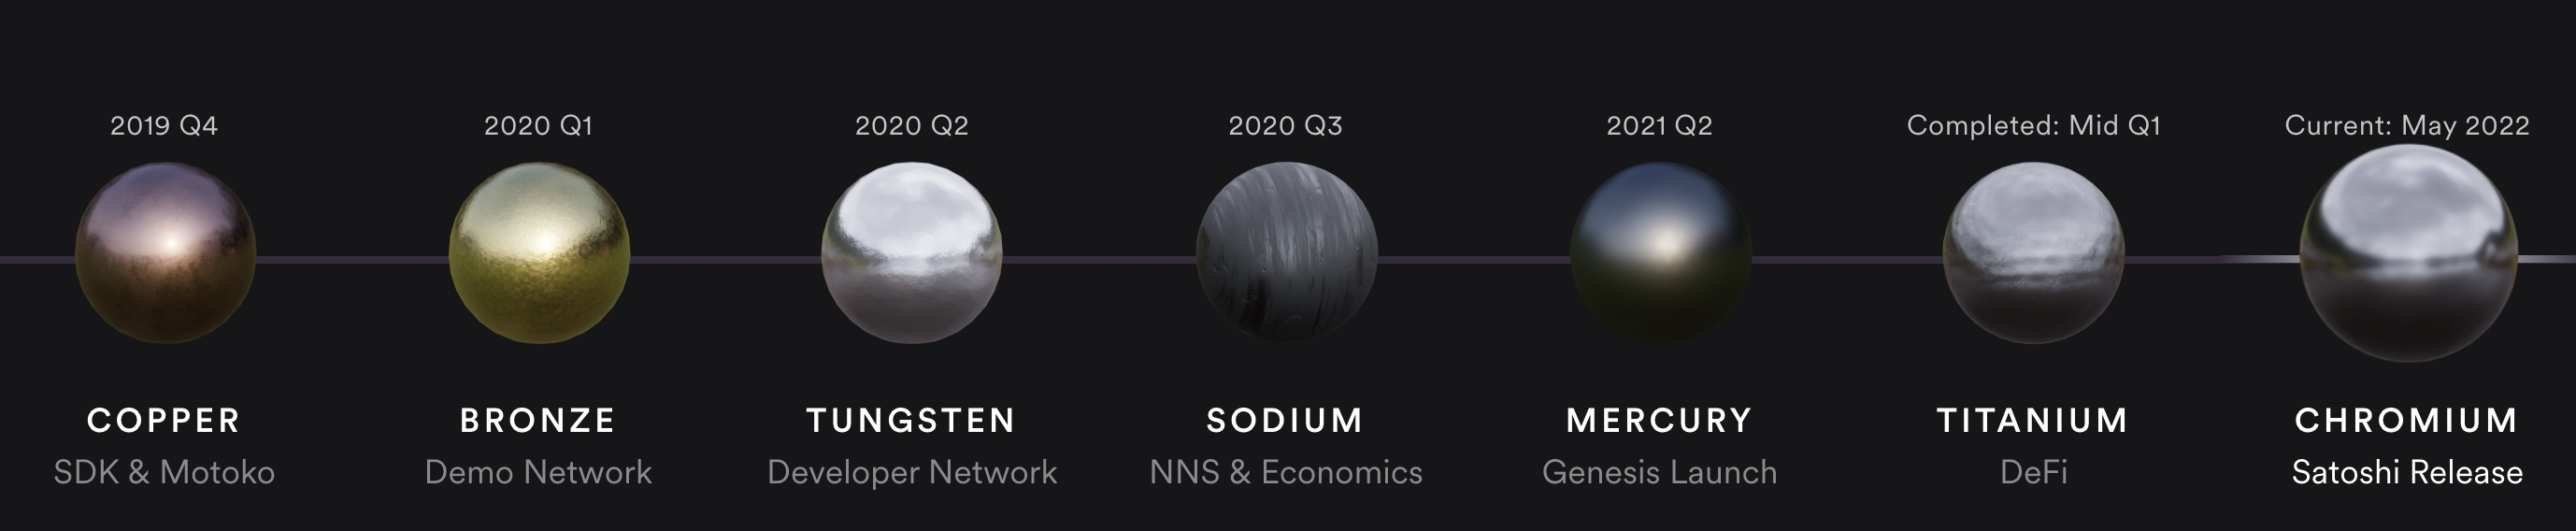 2019 Q4
COPPER
SDK & Motoko
2020 Q1
BRONZE
Demo Network
2020 Q2
TUNGSTEN
Developer Network
2020 Q3
SODIUM
NNS & Economics
2021 Q2
MERCURY
Genesis Launch
Completed: Mid Q1
TITANIUM
DeFi
Current: May 2022
CHROMIUM
Satoshi Release